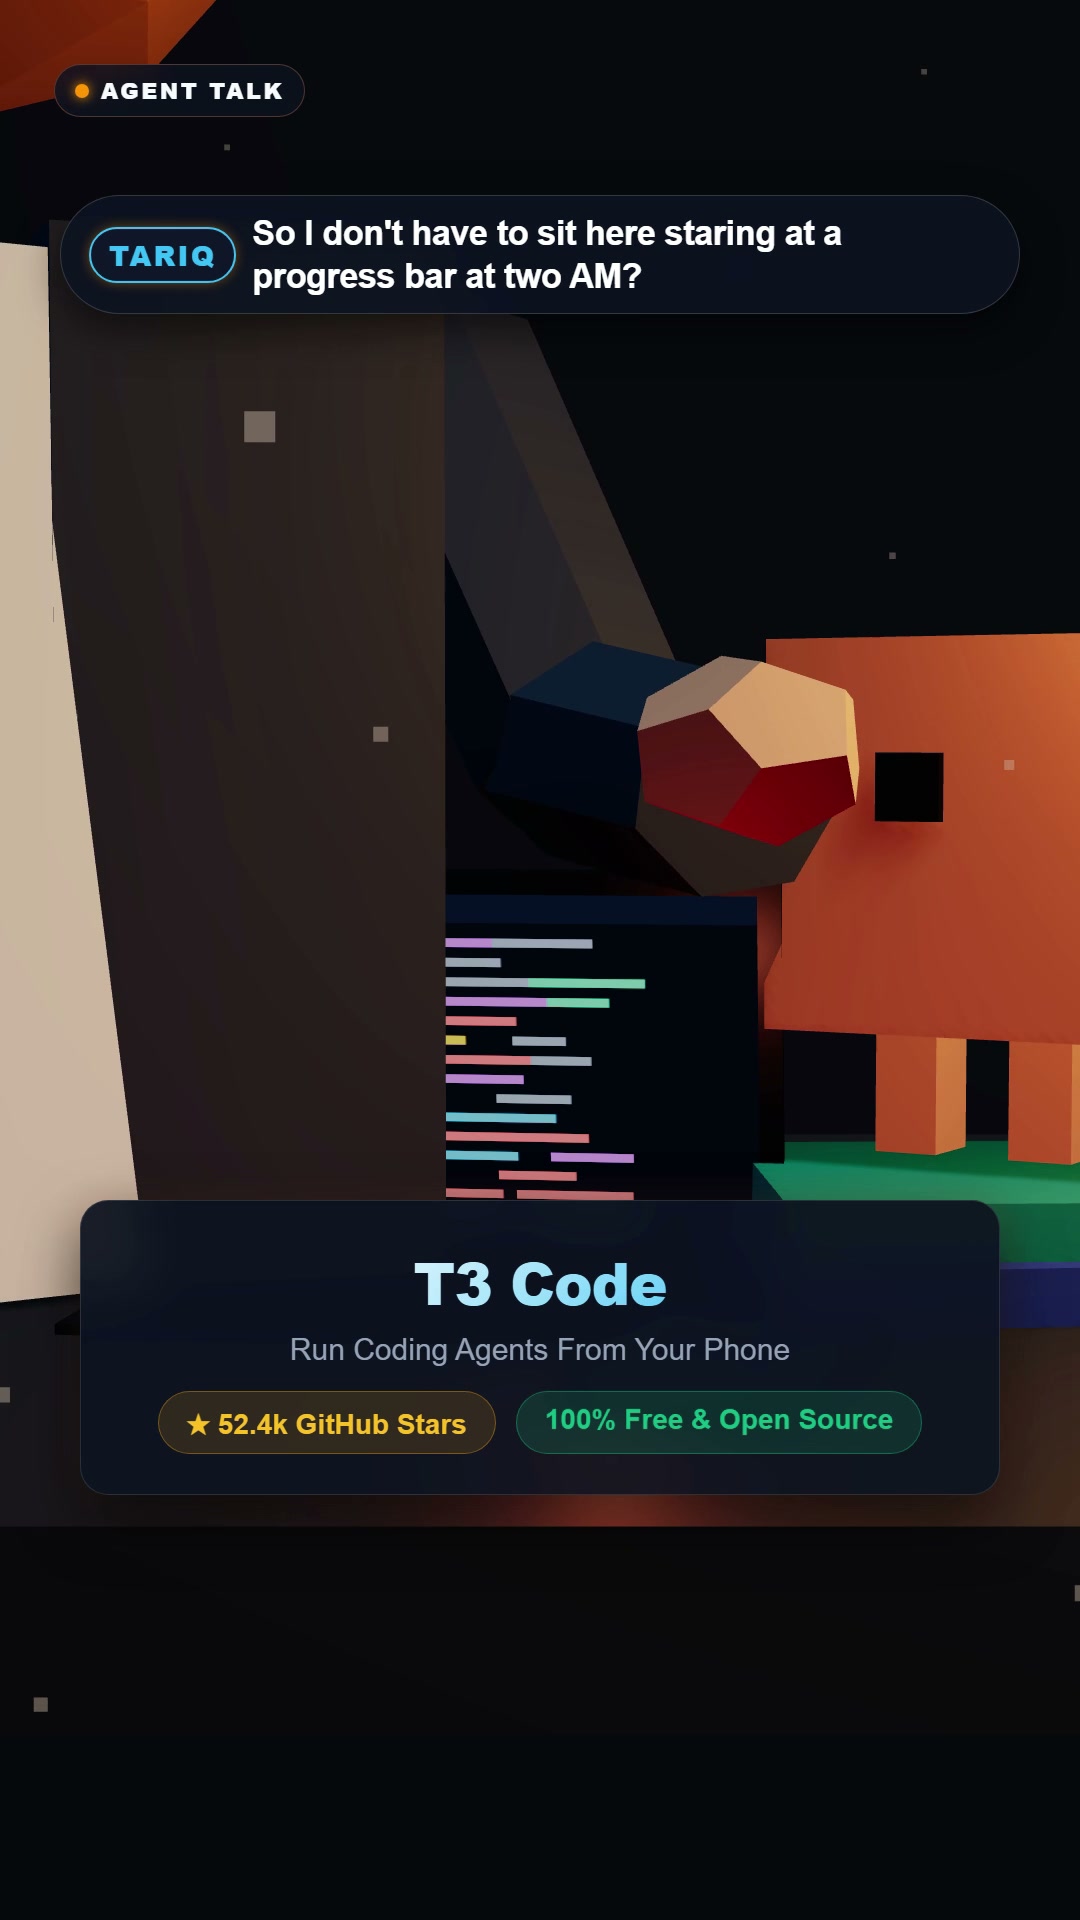 AGENT TALK
TARIQ
So I don't have to sit here staring at a
progress bar at two AM?
T3 Code
Run Coding Agents From Your Phone
★ 52.4k GitHub Stars
100% Free & Open Source